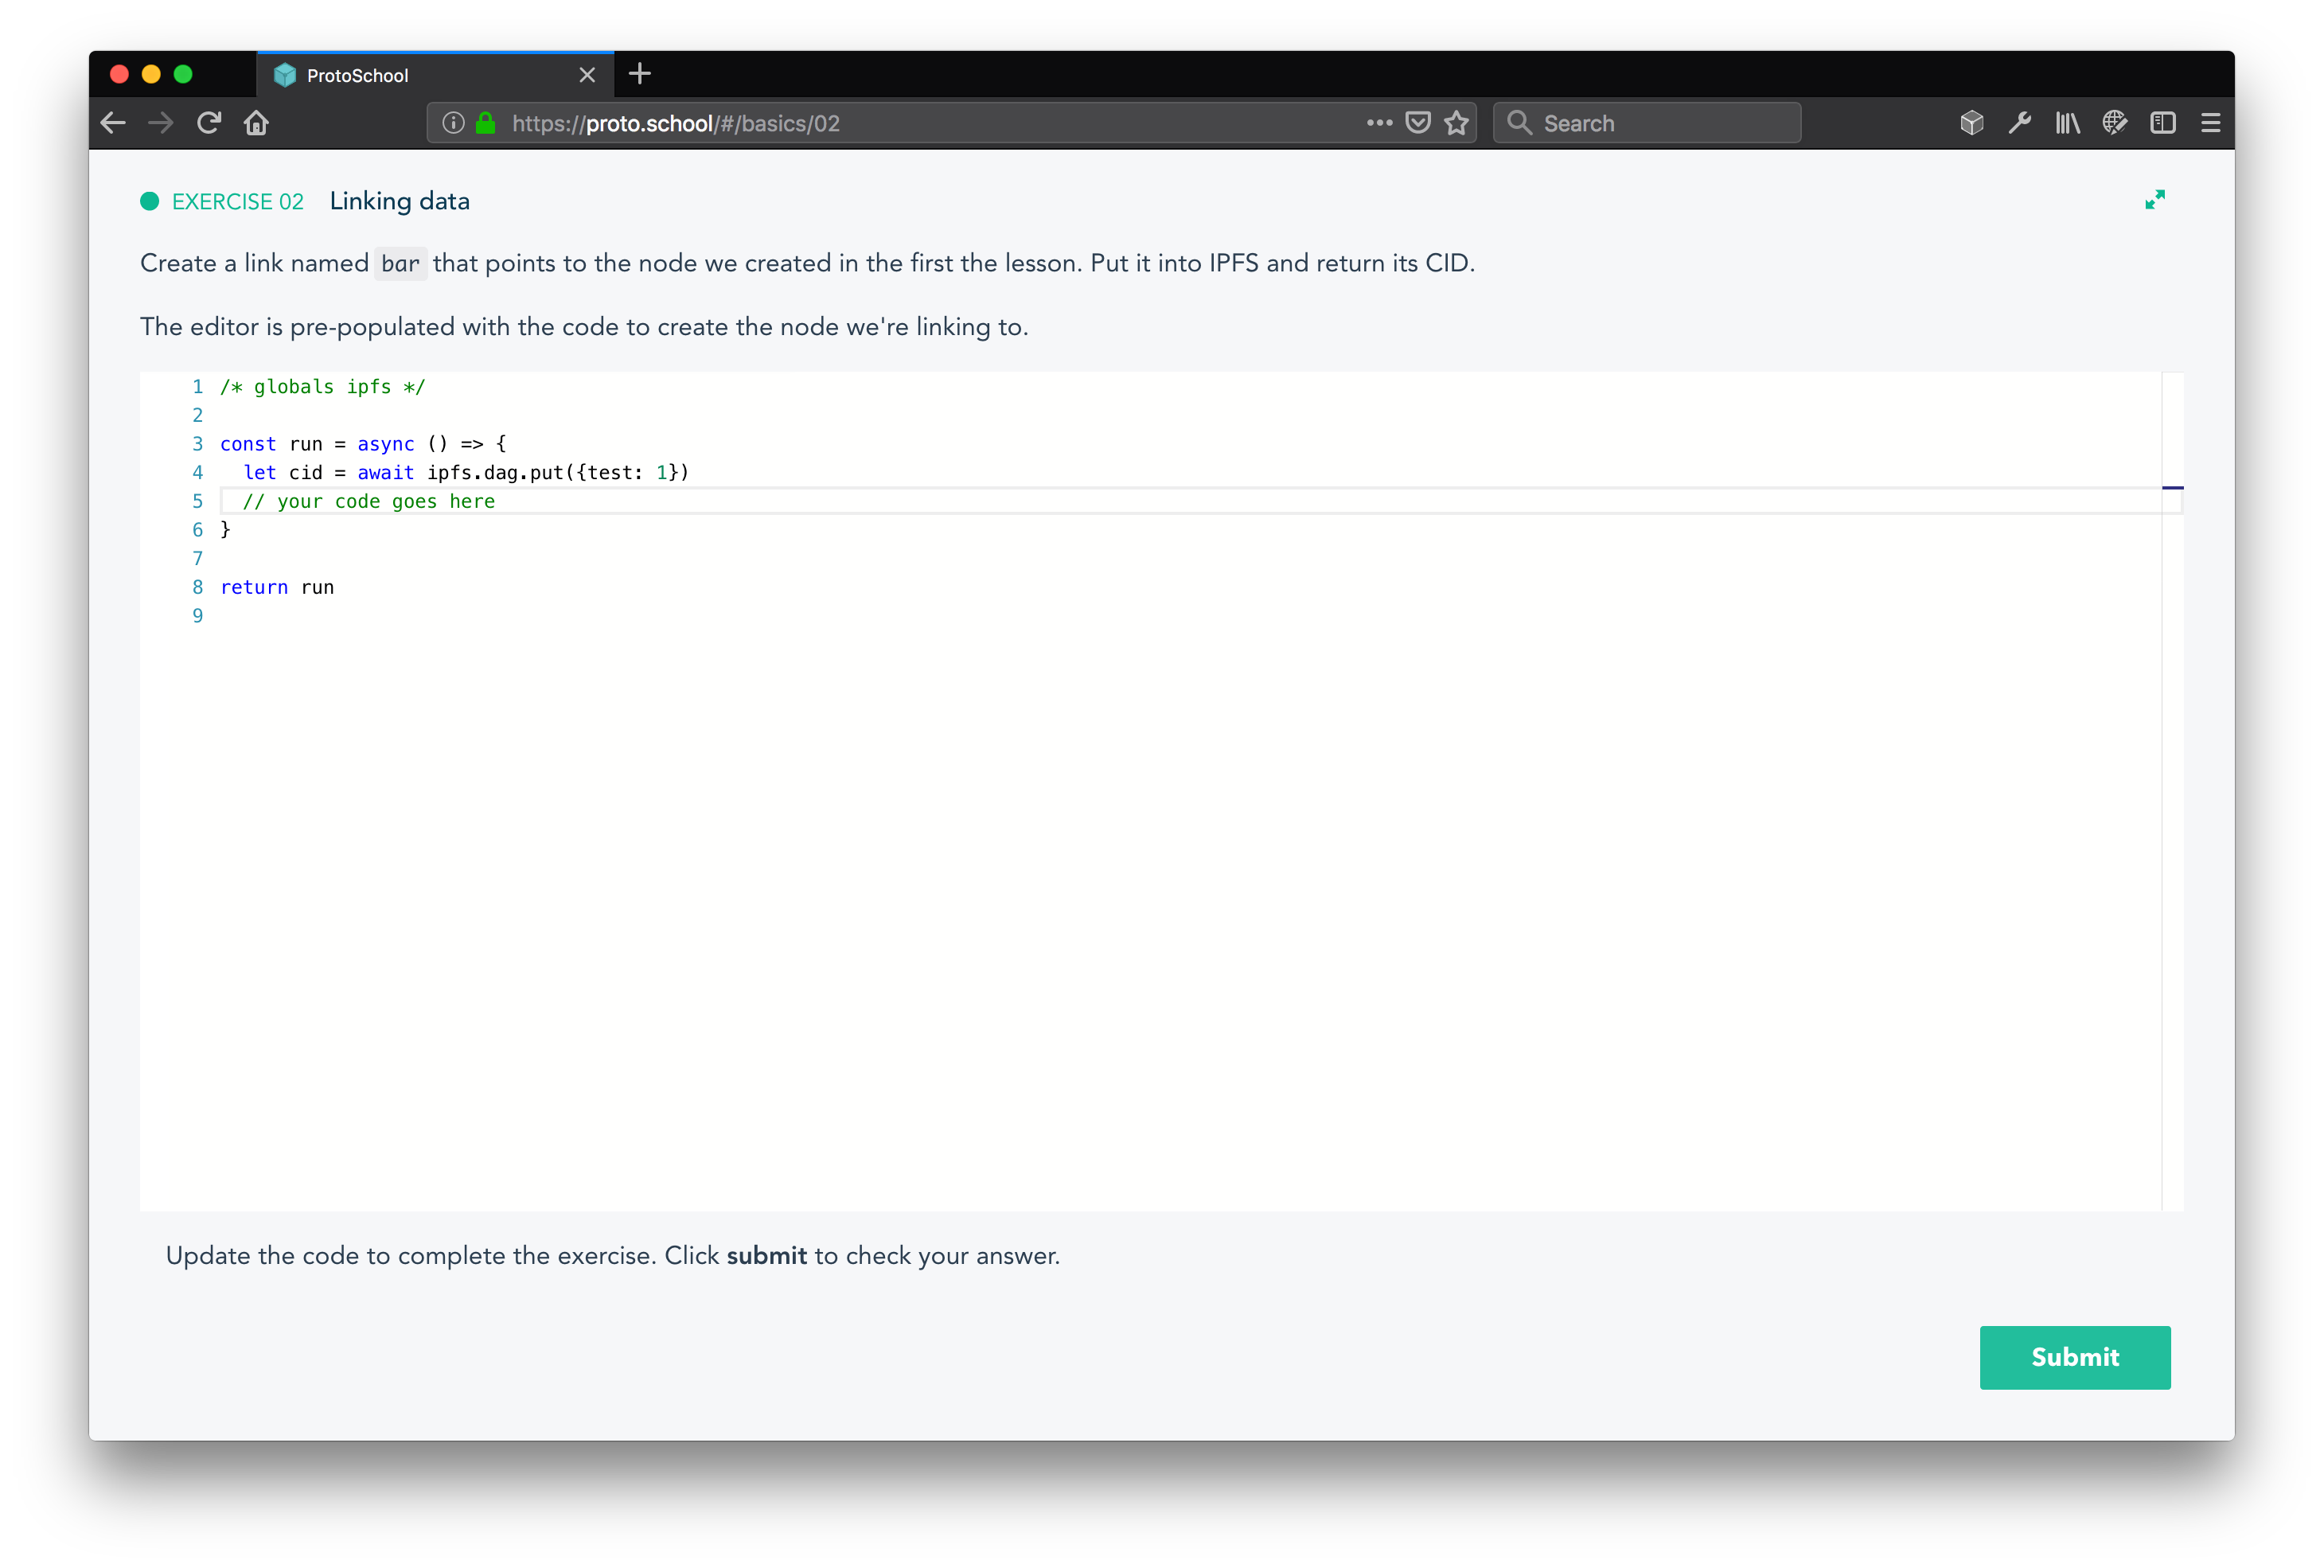 ProtoSchool
https://proto.school/#/basics/02
Search
EXERCISE 02 Linking data
Create a link named bar that points to the node we created in the first the lesson. Put it into IPFS and return its CID.
The editor is pre-populated with the code to create the node we're linking to.
1 /* globals ipfs */
2
3 const run = async () => {
4 let cid = await ipfs.dag.put({test: 1})
5 // your code goes here
6 }
7
8 return run
9
Update the code to complete the exercise. Click submit to check your answer.
Submit